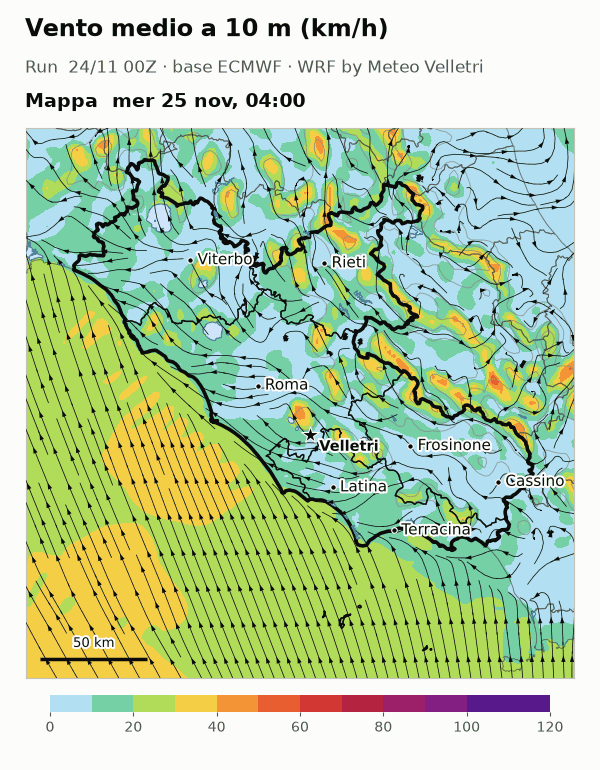 Vento medio a 10 m (km/h)
Run  24/11 00Z · base ECMWF · WRF by Meteo Velletri
Mappa  mer 25 nov, 04:00
Viterbo
Rieti
Roma
Velletri
Frosinone
Latina
Cassino
Terracina
50 km
0 20 40 60 80 100 120